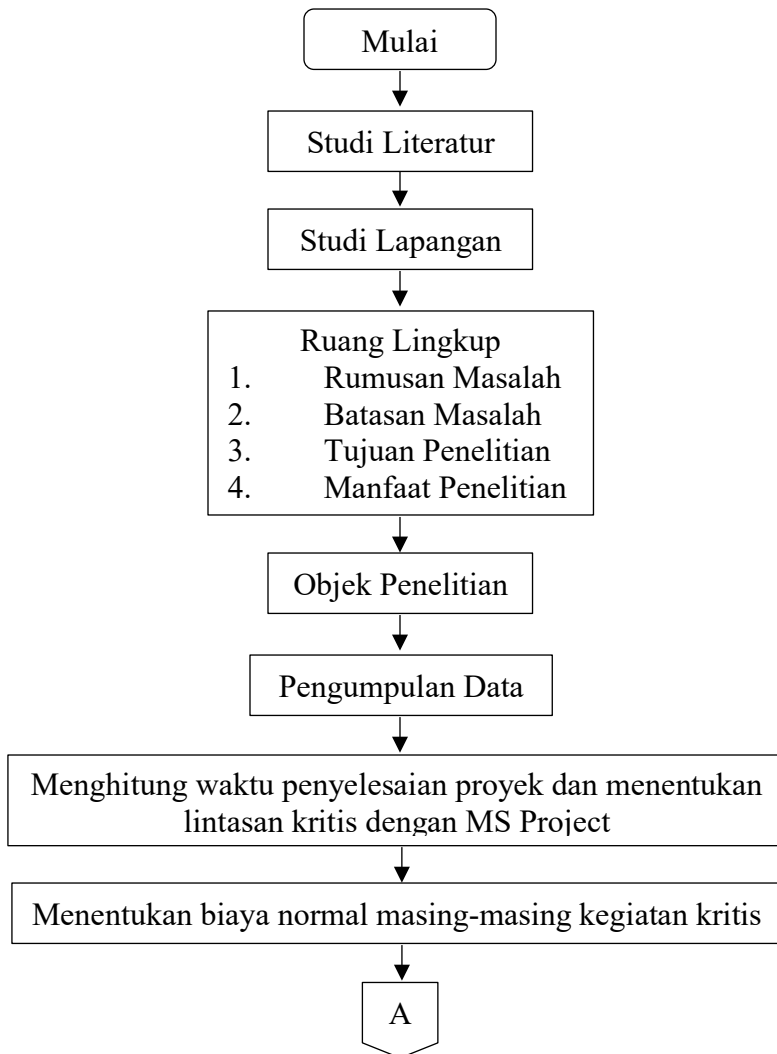 Mulai
Studi Literatur
Studi Lapangan
Ruang Lingkup
1. Rumusan Masalah
2. Batasan Masalah
3. Tujuan Penelitian
4. Manfaat Penelitian
Objek Penelitian
Pengumpulan Data
Menghitung waktu penyelesaian proyek dan menentukan
lintasan kritis dengan MS Project
Menentukan biaya normal masing-masing kegiatan kritis
A